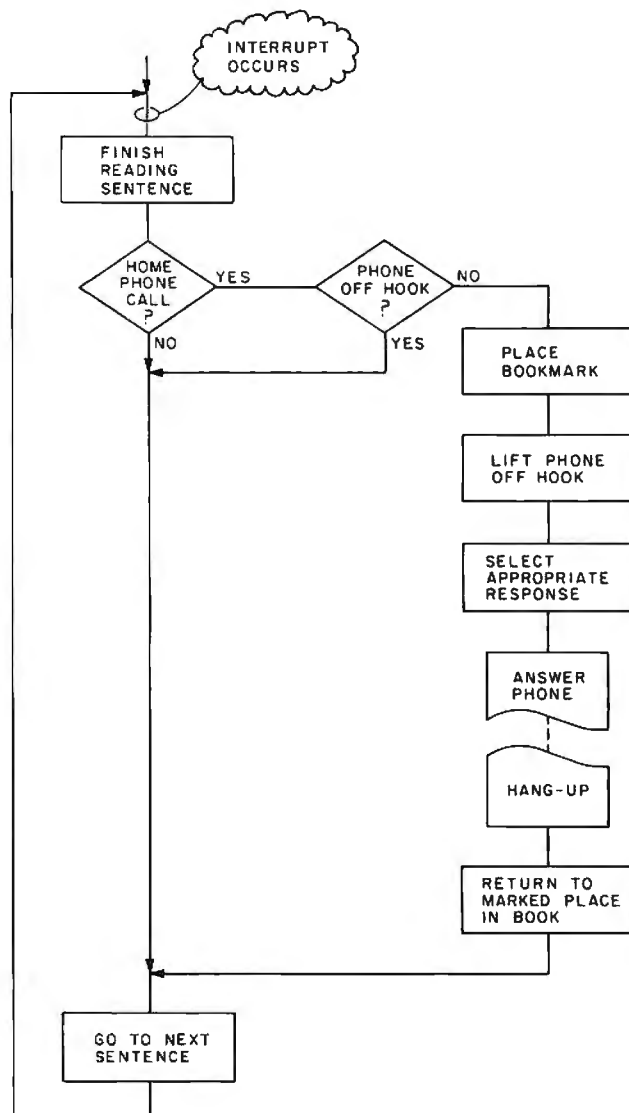 INTERRUPT
OCCURS
FINISH
READING
SENTENCE
HOME
PHONE
CALL
?
YES
NO
PHONE
OFF HOOK
?
NO
YES
PLACE
BOOKMARK
LIFT PHONE
OFF HOOK
SELECT
APPROPRIATE
RESPONSE
ANSWER
PHONE
HANG-UP
RETURN TO
MARKED PLACE
IN BOOK
GO TO NEXT
SENTENCE